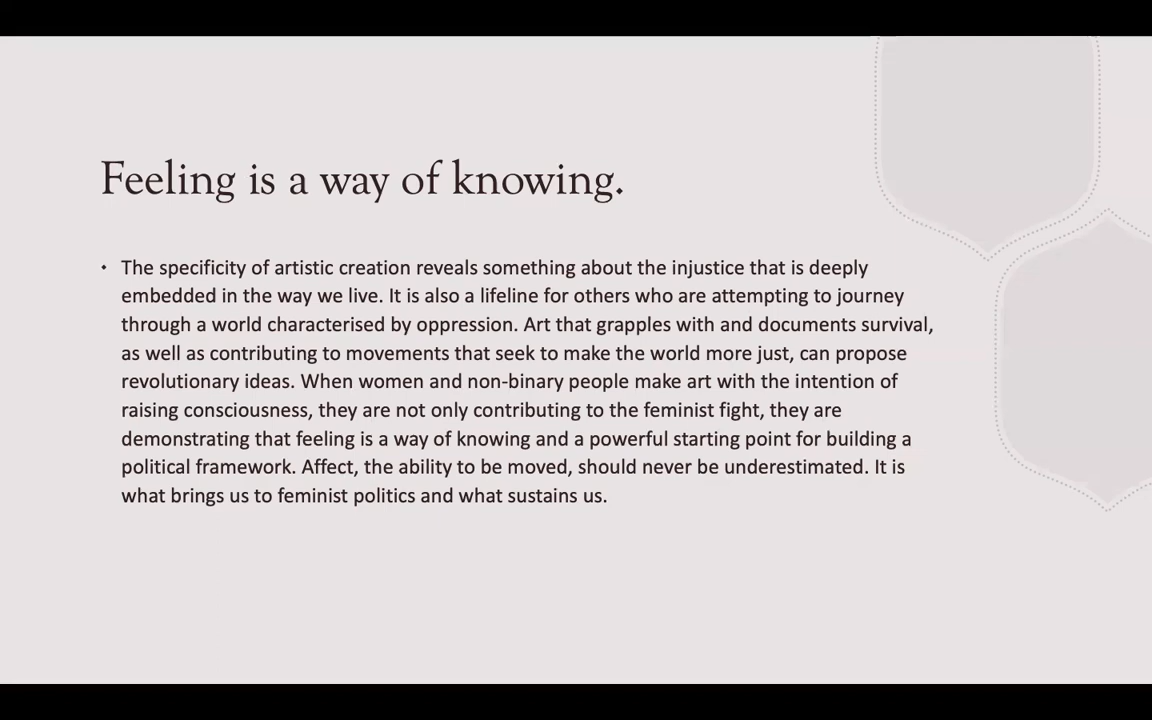 Feeling is a way of knowing.
• The specificity of artistic creation reveals something about the injustice that is deeply
embedded in the way we live. It is also a lifeline for others who are attempting to journey
through a world characterised by oppression. Art that grapples with and documents survival,
as well as contributing to movements that seek to make the world more just, can propose
revolutionary ideas. When women and non-binary people make art with the intention of
raising consciousness, they are not only contributing to the feminist fight, they are
demonstrating that feeling is a way of knowing and a powerful starting point for building a
political framework. Affect, the ability to be moved, should never be underestimated. It is
what brings us to feminist politics and what sustains us.